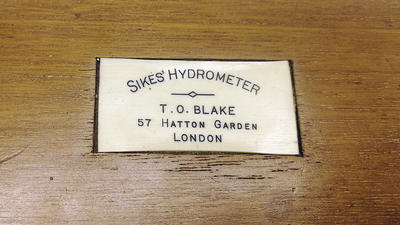 SIKES' HYDROMETER
T. O. BLAKE
57 HATTON GARDEN
LONDON